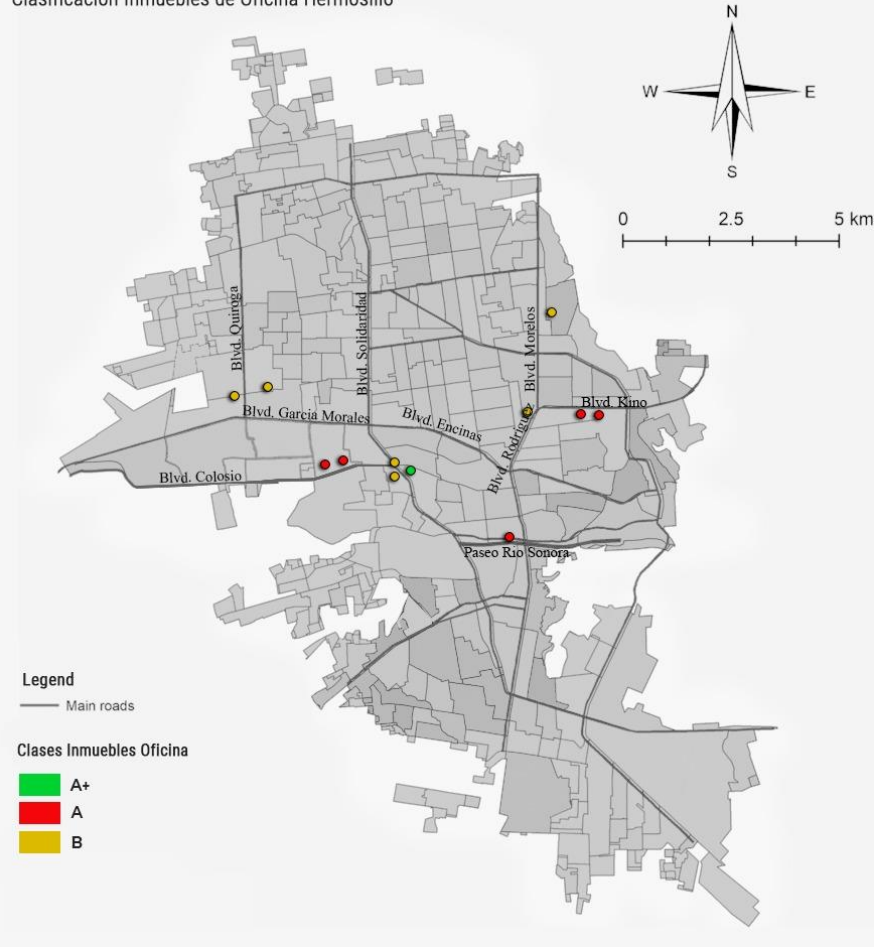 Clasificación Inmuebles de Oficina Hermosillo
N
W
E
S
0 2.5 5 km
Blvd. Quiroga
Blvd. Solidaridad
Blvd. Morelos
Blvd. Kino
Blvd. Garcia Morales
Blvd. Encinas
Blvd. Rodriguez
Blvd. Colosio
Paseo Rio Sonora
Legend
Main roads
Clases Inmuebles Oficina
A+
A
B